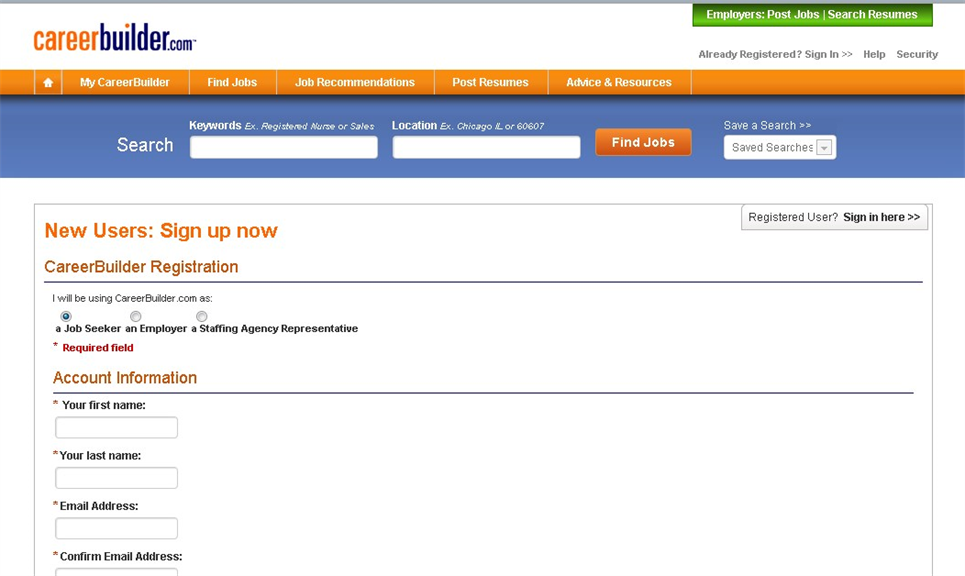 Employers: Post Jobs | Search Resumes
careerbuilder.com
Already Registered? Sign In >> Help Security
My CareerBuilder Find Jobs Job Recommendations Post Resumes Advice & Resources
Keywords Ex. Registered Nurse or Sales Location Ex. Chicago IL or 60607 Save a Search >>
Search Find Jobs Saved Searches
Registered User? Sign in here >>
New Users: Sign up now
CareerBuilder Registration
I will be using CareerBuilder.com as:
a Job Seeker an Employer a Staffing Agency Representative
* Required field
Account Information
* Your first name:
*Your last name:
*Email Address:
*Confirm Email Address: